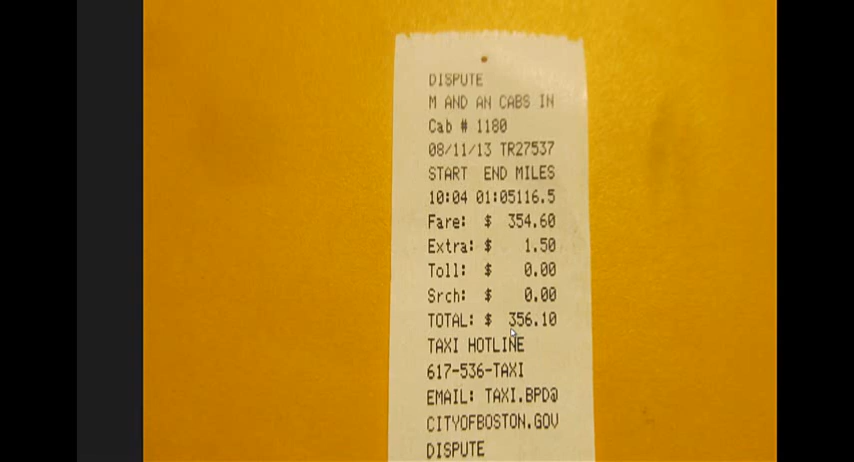 DISPUTE
M AND AN CABS IN
Cab # 1180
08/11/13 TR27537
START END MILES
10:04 01:05116.5
Fare: $ 354.60
Extra: $ 1.50
Toll: $ 0.00
Srch: $ 0.00
TOTAL: $ 356.10
TAXI HOTLINE
617-536-TAXI
EMAIL: TAXI.BPD@
CITYOFBOSTON.GOV
DISPUTE